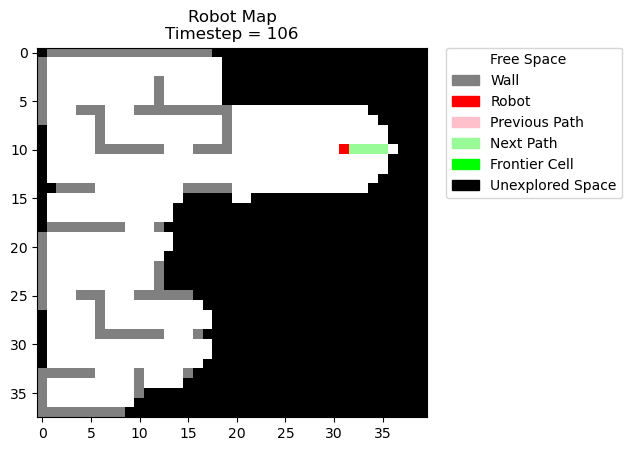 Robot Map
Timestep = 106
0
5
10
15
20
25
30
35
0
5
10
15
20
25
30
35
Free Space
Wall
Robot
Previous Path
Next Path
Frontier Cell
Unexplored Space